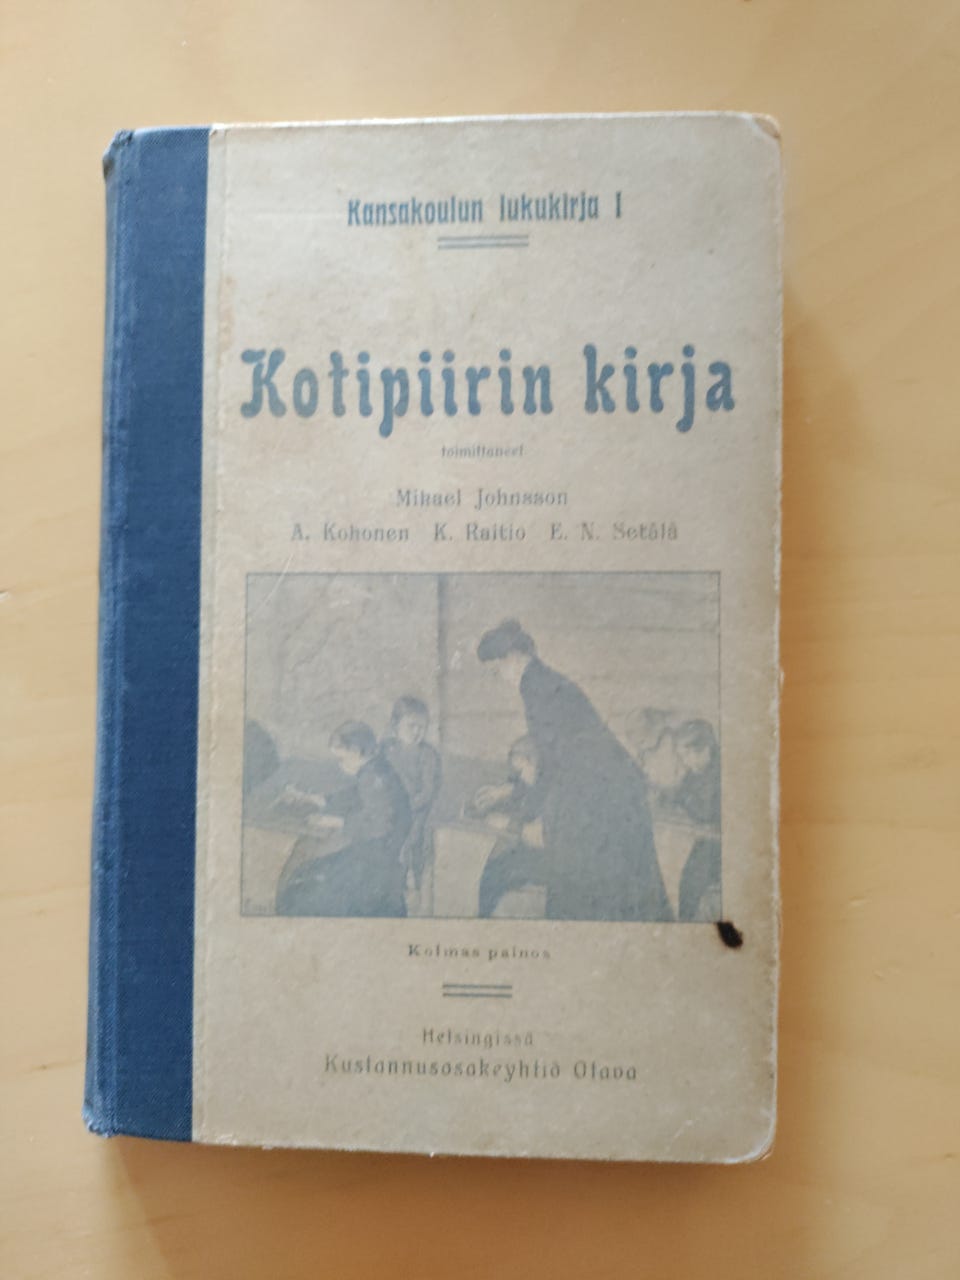 Kansakoulun lukukirja I
Kotipiirin kirja
toimittaneet
Mikael Johnsson
A. Kohonen K. Raitio E. N. Setälä
Kolmas painos
Helsingissä
Kustannusosakeyhtiö Otava